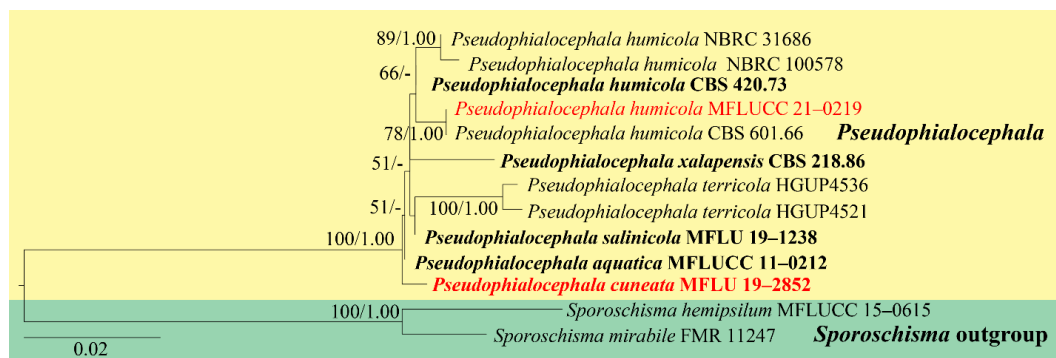 89/1.00
Pseudophialocephala humicola NBRC 31686
Pseudophialocephala humicola NBRC 100578
66/-
Pseudophialocephala humicola CBS 420.73
Pseudophialocephala humicola MFLUCC 21–0219
78/1.00
Pseudophialocephala humicola CBS 601.66
Pseudophialocephala
51/-
Pseudophialocephala xalapensis CBS 218.86
Pseudophialocephala terricola HGUP4536
51/-
100/1.00
Pseudophialocephala terricola HGUP4521
100/1.00
Pseudophialocephala salinicola MFLU 19–1238
Pseudophialocephala aquatica MFLUCC 11–0212
Pseudophialocephala cuneata MFLU 19–2852
100/1.00
Sporoschisma hemipsilum MFLUCC 15–0615
Sporoschisma mirabile FMR 11247
Sporoschisma outgroup
0.02